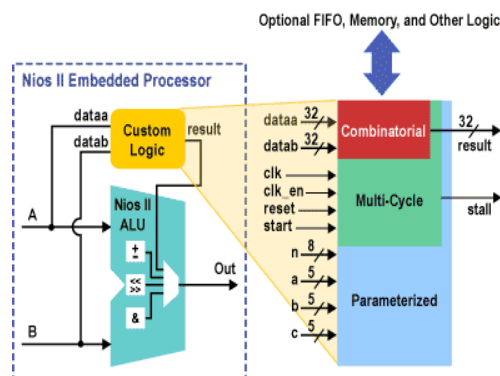 Optional FIFO, Memory, and Other Logic
Nios II Embedded Processor
dataa
datab
Custom
Logic
result
A
Nios II
ALU
+
−
<<
>>
&
Out
B
dataa
32
datab
32
clk
clk_en
reset
start
n
8
a
5
b
5
c
5
Combinatorial
Multi-Cycle
Parameterized
32
result
stall